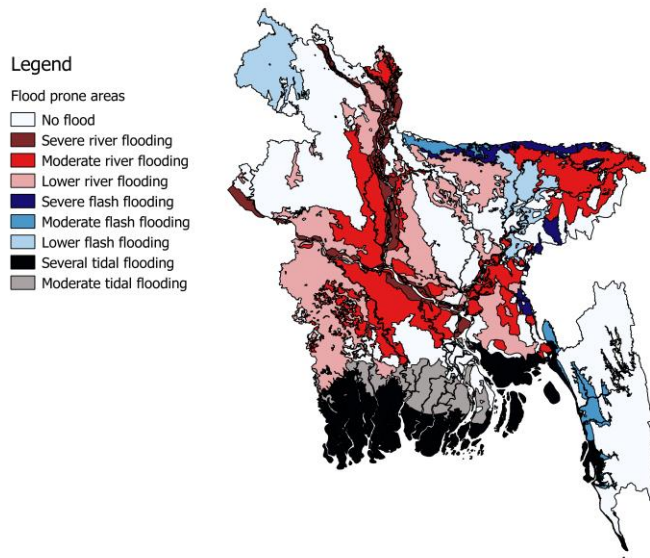 Legend
Flood prone areas
No flood
Severe river flooding
Moderate river flooding
Lower river flooding
Severe flash flooding
Moderate flash flooding
Lower flash flooding
Several tidal flooding
Moderate tidal flooding